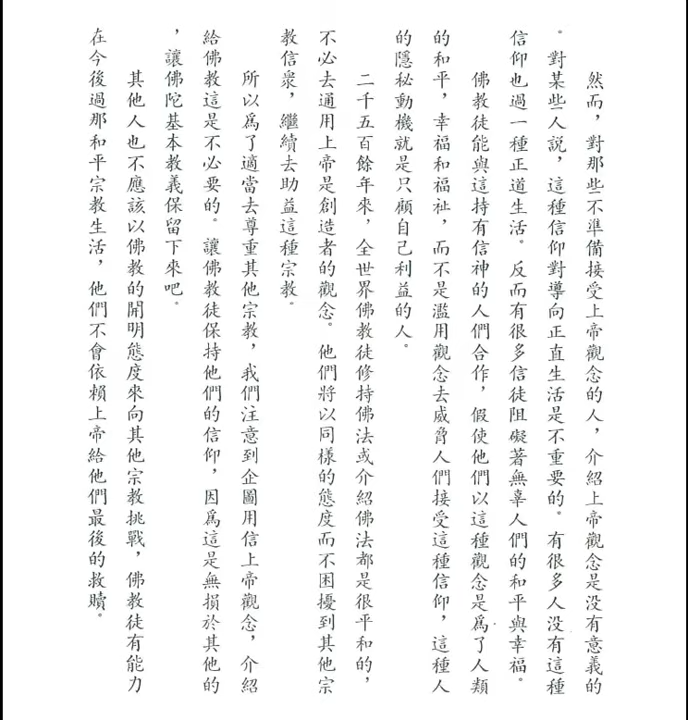 然而，對那些不準備接受上帝觀念的人，介紹上帝觀念是没有意義的
。對某些人説，這種信仰對導向正直生活是不重要的。有很多人没有這種
信仰也過一種正道生活。反而有很多信徒阻礙著無辜人們的和平與幸福。
佛教徒能與這持有信神的人們合作，假使他們以這種觀念是爲了人類
的和平，幸福和福祉，而不是濫用觀念去威脅人們接受這種信仰，這種人
的隱秘動機就是只顧自己利益的人。
二千五百餘年來，全世界佛教徒修持佛法或介紹佛法都是很平和的，
不必去通用上帝是創造者的觀念。他們將以同樣的態度而不困擾到其他宗
教信衆，繼續去助益這種宗教。
所以爲了適當去尊重其他宗教，我們注意到企圖用信上帝觀念，介紹
給佛教這是不必要的。讓佛教徒保持他們的信仰，因爲這是無損於其他的
，讓佛陀基本教義保留下來吧。
其他人也不應該以佛教的開明態度來向其他宗教挑戰，佛教徒有能力
在今後過那和平宗教生活，他們不會依賴上帝給他們最後的救贖。